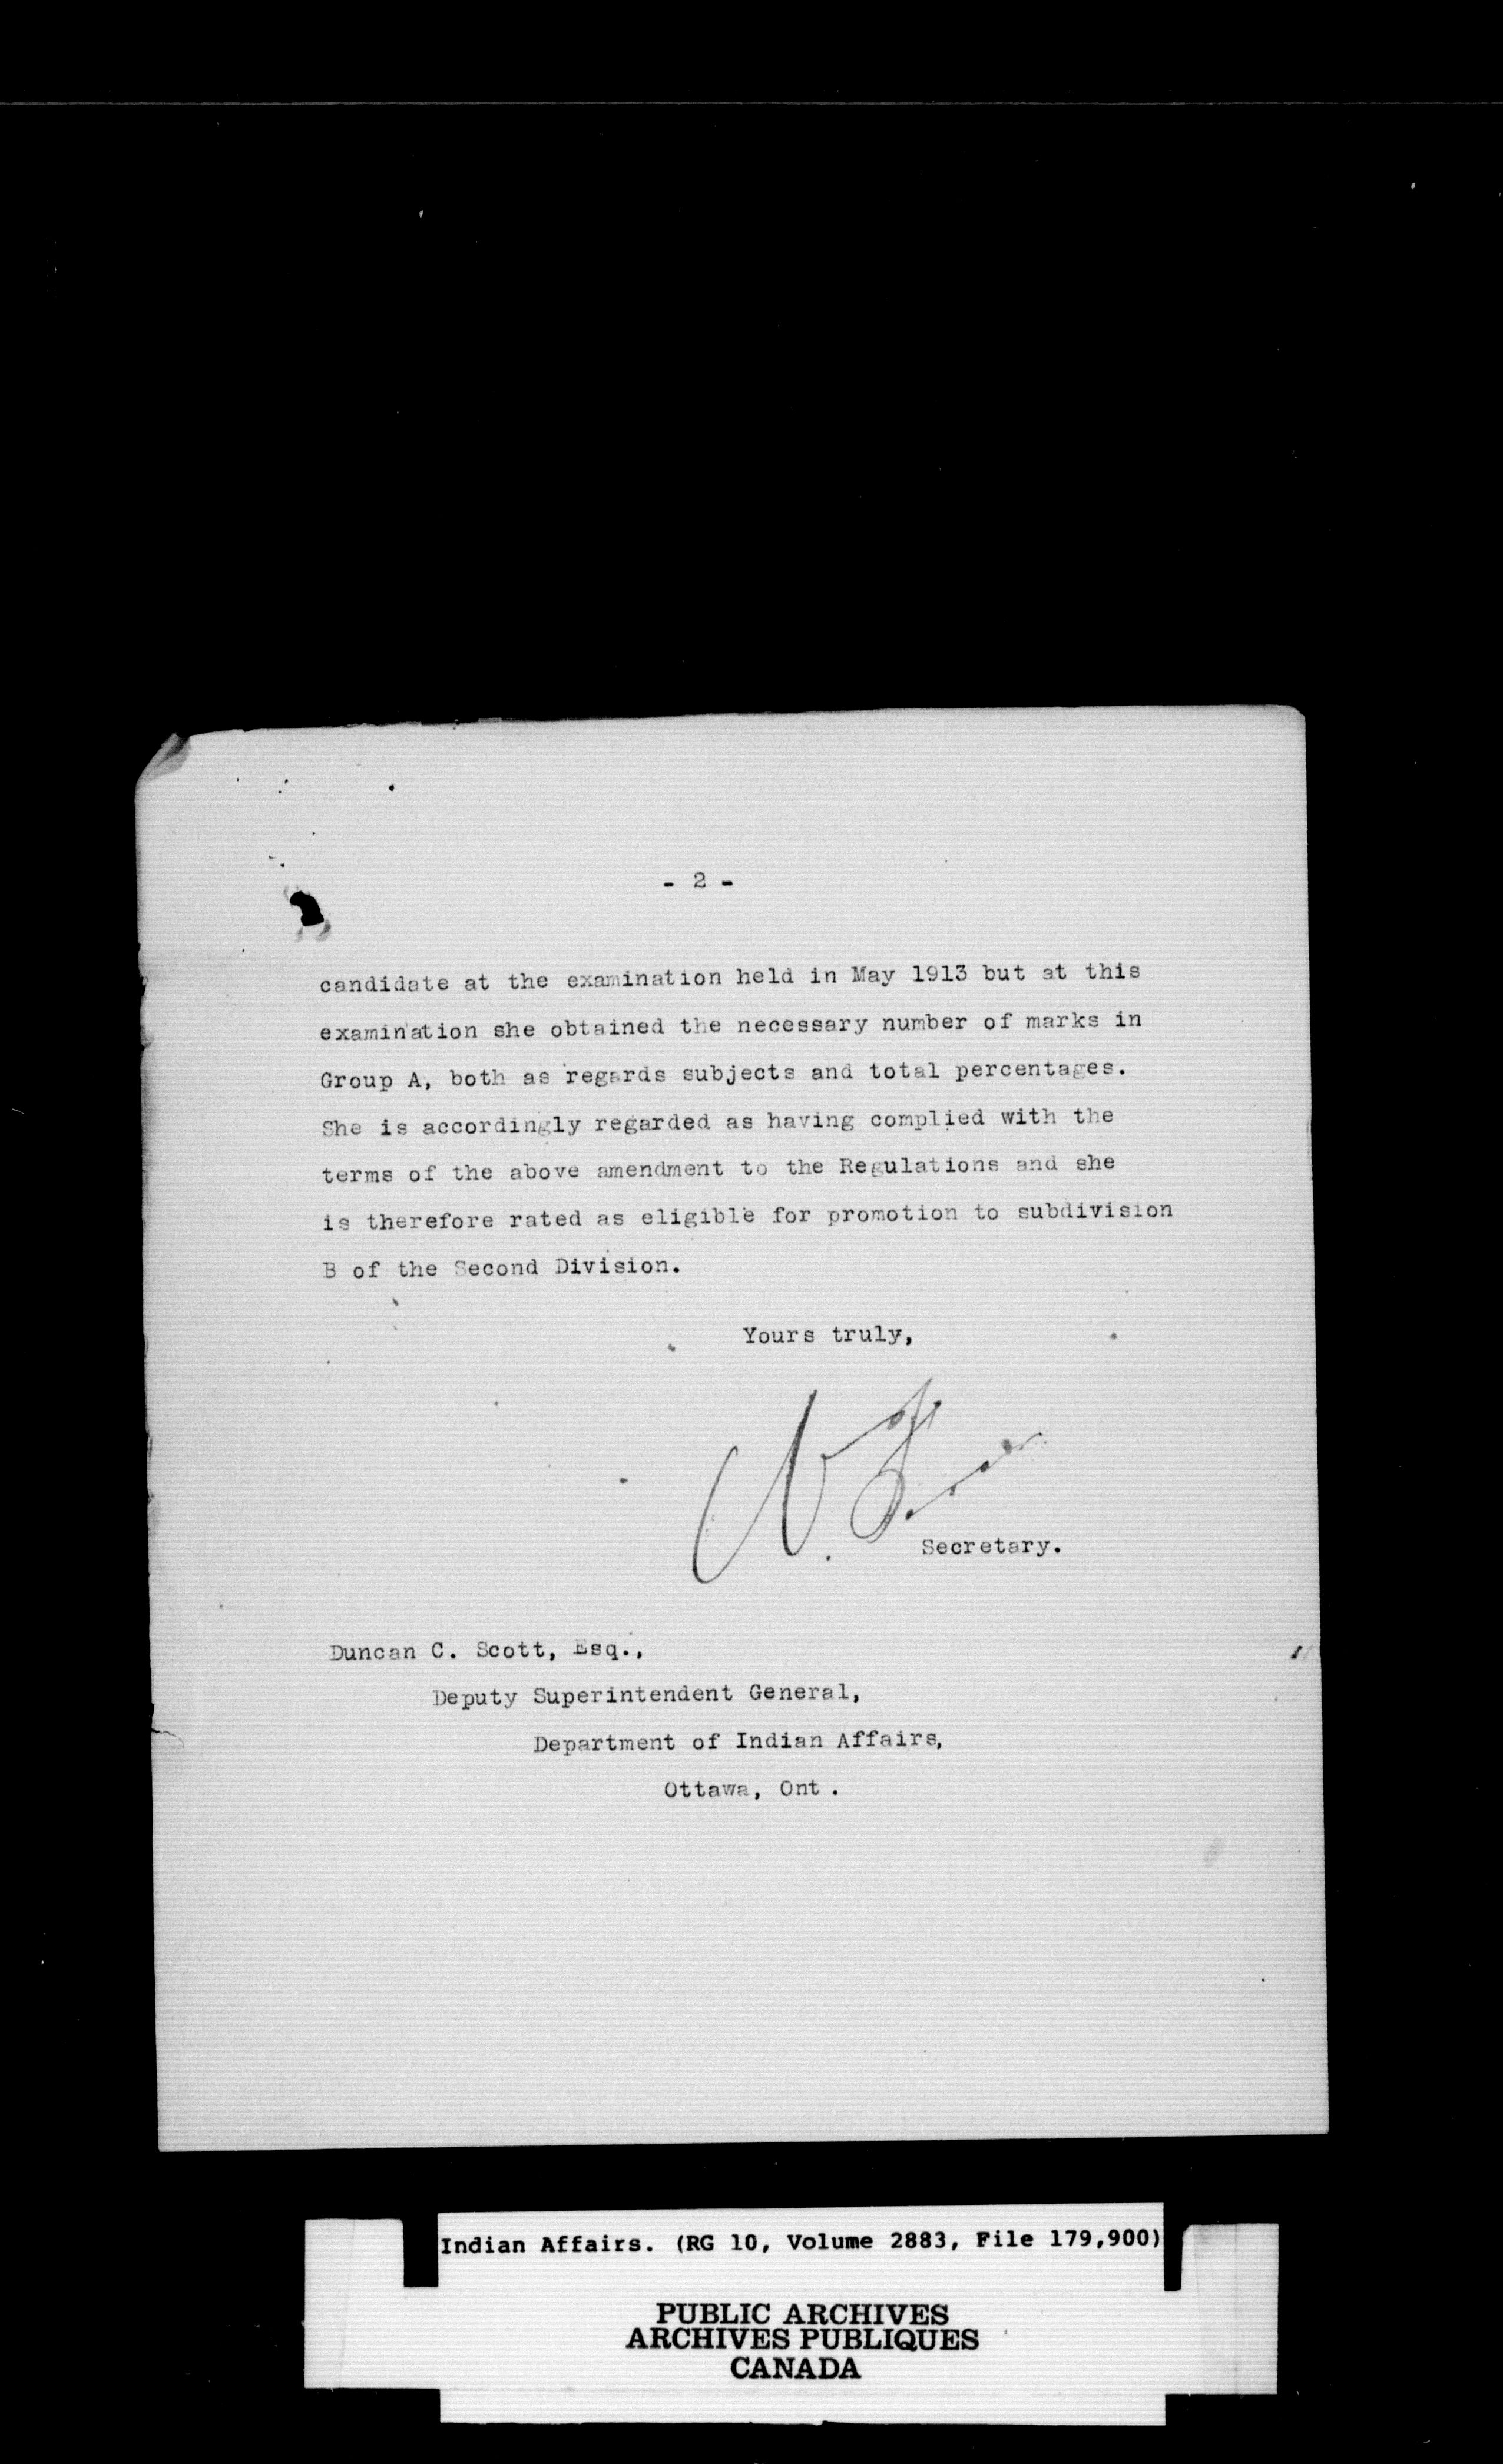 - 2 -
candidate at the examination held in May 1913 but at this
examination she obtained the necessary number of marks in
Group A, both as regards subjects and total percentages.
She is accordingly regarded as having complied with the
terms of the above amendment to the Regulations and she
is therefore rated as eligible for promotion to subdivision
B of the Second Division.
Yours truly,
Secretary.
Duncan C. Scott, Esq.,
Deputy Superintendent General,
Department of Indian Affairs,
Ottawa, Ont .
Indian Affairs. (RG 10, Volume 2883, File 179,900)
PUBLIC ARCHIVES
ARCHIVES PUBLIQUES
CANADA